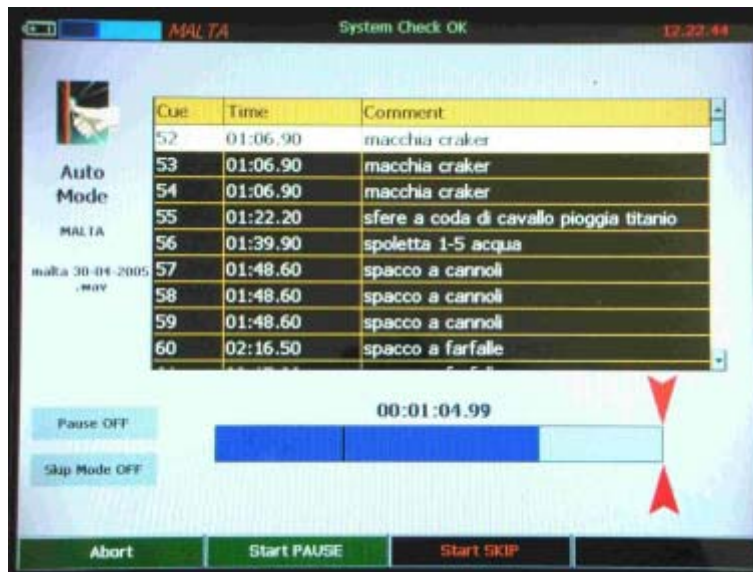 MALTA System Check OK 12.22.44
Cue Time Comment
52 01:06.90 macchia craker
53 01:06.90 macchia craker
54 01:06.90 macchia craker
55 01:22.20 sfere a coda di cavallo pioggia titanio
56 01:39.90 spoletta 1-5 acqua
57 01:48.60 spacco a cannoli
58 01:48.60 spacco a cannoli
59 01:48.60 spacco a cannoli
60 02:16.50 spacco a farfalle
Auto
Mode
MALTA
malta 30-04-2005
.wav
00:01:04.99
Pause OFF
Skip Mode OFF
Abort Start PAUSE Start SKIP